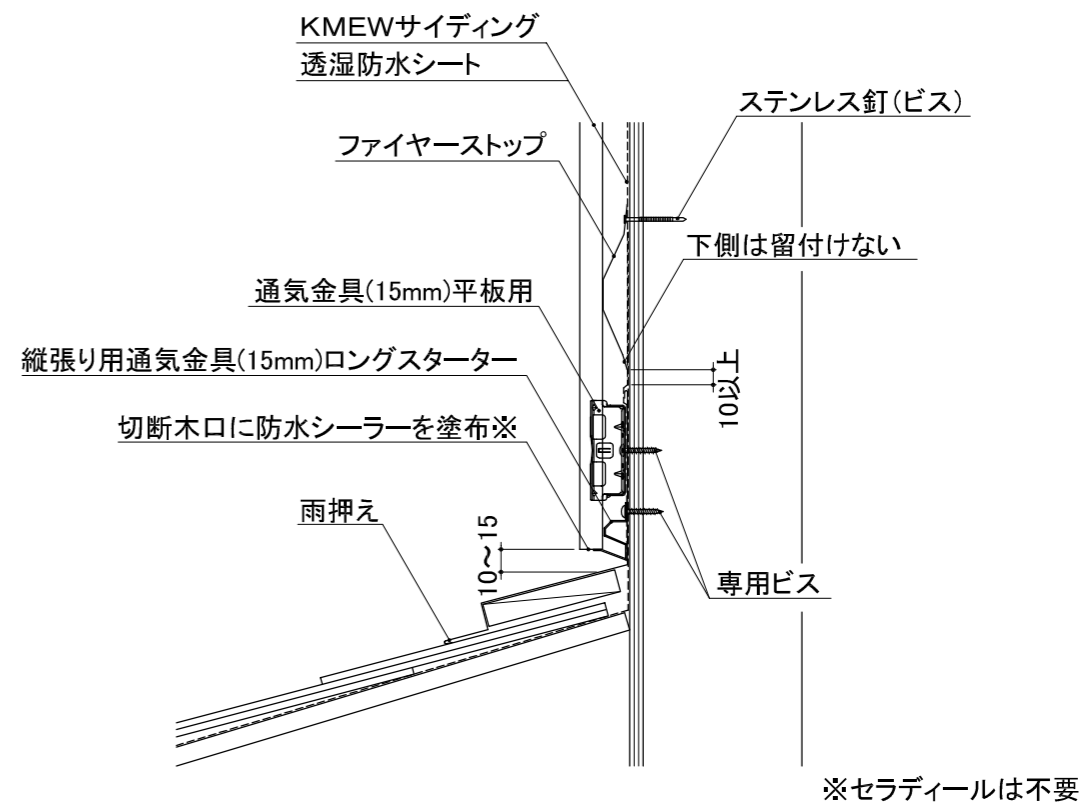 KMEWサイディング
透湿防水シート
ステンレス釘(ビス)
ファイヤーストップ
下側は留付けない
通気金具(15mm)平板用
縦張り用通気金具(15mm)ロングスターター
10以上
切断木口に防水シーラーを塗布※
雨押え
10～15
専用ビス
※セラディールは不要